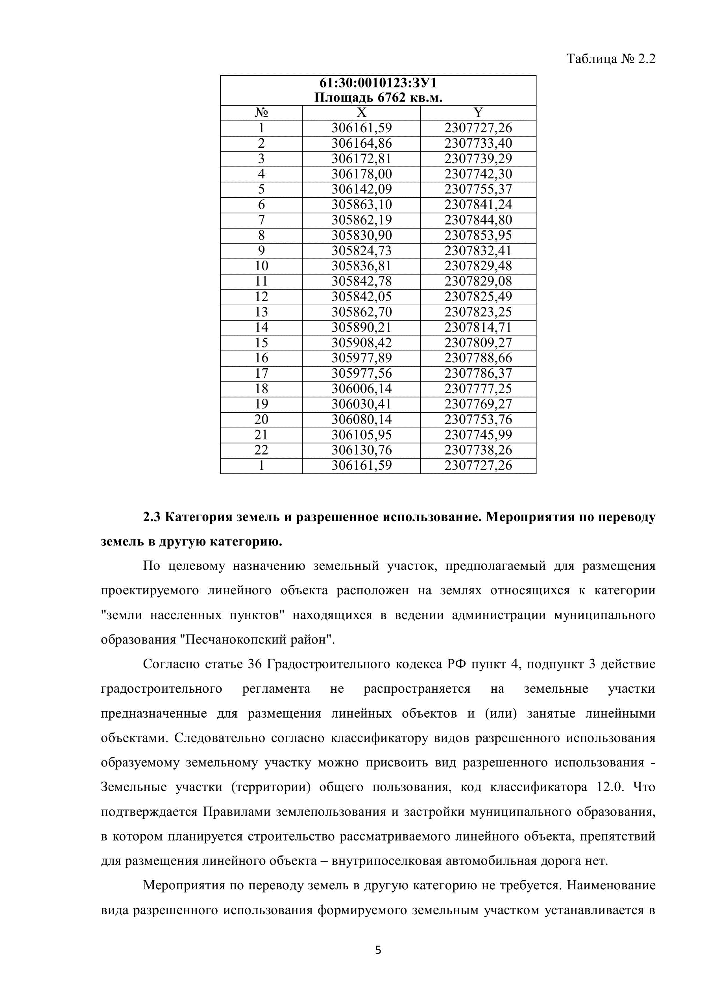 Таблица № 2.2
61:30:0010123:ЗУ1
Площадь 6762 кв.м.
№ X Y
1 306161,59 2307727,26
2 306164,86 2307733,40
3 306172,81 2307739,29
4 306178,00 2307742,30
5 306142,09 2307755,37
6 305863,10 2307841,24
7 305862,19 2307844,80
8 305830,90 2307853,95
9 305824,73 2307832,41
10 305836,81 2307829,48
11 305842,78 2307829,08
12 305842,05 2307825,49
13 305862,70 2307823,25
14 305890,21 2307814,71
15 305908,42 2307809,27
16 305977,89 2307788,66
17 305977,56 2307786,37
18 306006,14 2307777,25
19 306030,41 2307769,27
20 306080,14 2307753,76
21 306105,95 2307745,99
22 306130,76 2307738,26
1 306161,59 2307727,26
2.3 Категория земель и разрешенное использование. Мероприятия по переводу
земель в другую категорию.
По целевому назначению земельный участок, предполагаемый для размещения
проектируемого линейного объекта расположен на землях относящихся к категории
"земли населенных пунктов" находящихся в ведении администрации муниципального
образования "Песчанокопский район".
Согласно статье 36 Градостроительного кодекса РФ пункт 4, подпункт 3 действие
градостроительного регламента не распространяется на земельные участки
предназначенные для размещения линейных объектов и (или) занятые линейными
объектами. Следовательно согласно классификатору видов разрешенного использования
образуемому земельному участку можно присвоить вид разрешенного использования -
Земельные участки (территории) общего пользования, код классификатора 12.0. Что
подтверждается Правилами землепользования и застройки муниципального образования,
в котором планируется строительство рассматриваемого линейного объекта, препятствий
для размещения линейного объекта – внутрипоселковая автомобильная дорога нет.
Мероприятия по переводу земель в другую категорию не требуется. Наименование
вида разрешенного использования формируемого земельным участком устанавливается в
5